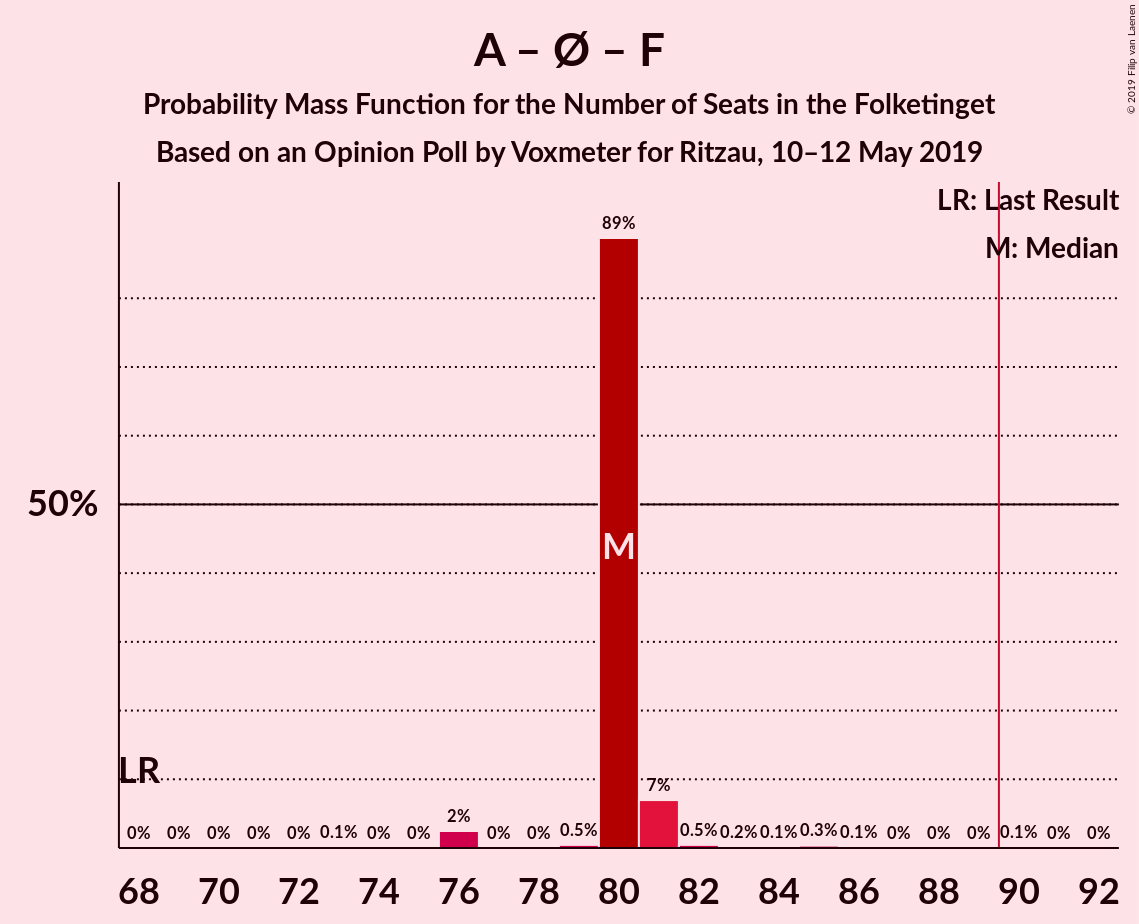 A – Ø – F
Probability Mass Function for the Number of Seats in the Folketinget
Based on an Opinion Poll by Voxmeter for Ritzau, 10–12 May 2019
© 2019 Filip van Laenen
LR: Last Result
M: Median
89%
50%
M
LR
7%
2%
0% 0% 0% 0% 0% 0.1% 0% 0% 0% 0% 0.5% 0.5% 0.2% 0.1% 0.3% 0.1% 0% 0% 0% 0.1% 0% 0%
68 70 72 74 76 78 80 82 84 86 88 90 92